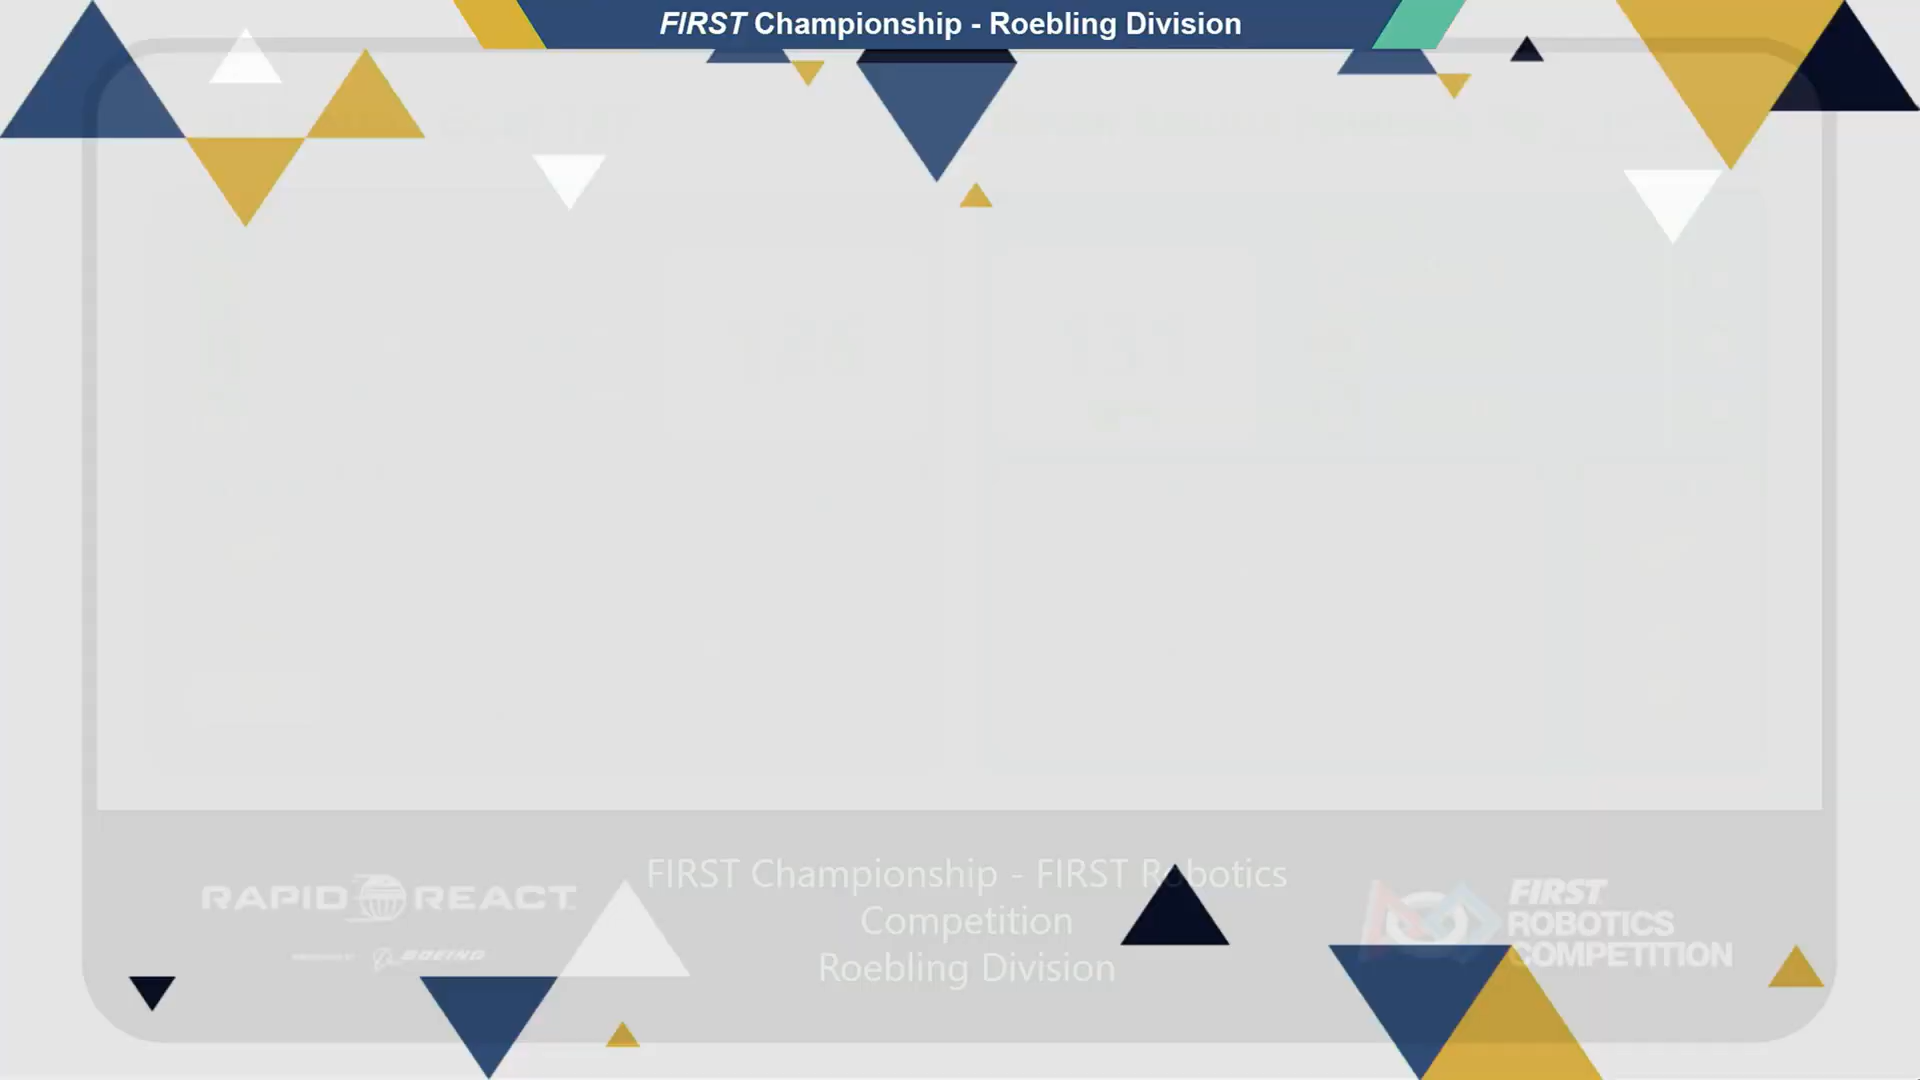 FIRST Championship - Roebling Division
FIRST Championship - FIRST Robotics
Competition
Roebling Division
RAPID REACT
BOEING
FIRST
ROBOTICS
COMPETITION